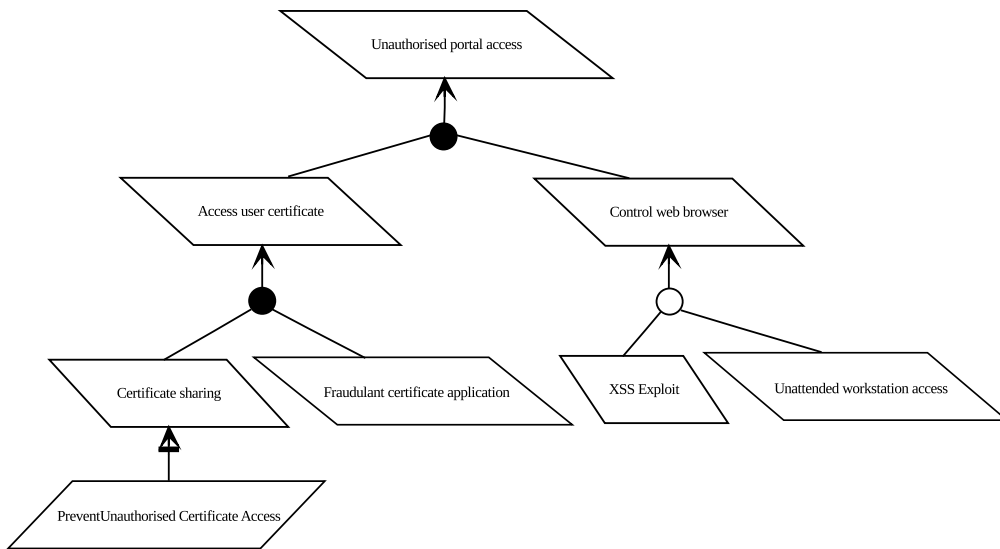 Unauthorised portal access
Access user certificate
Control web browser
Certificate sharing
Fraudulant certificate application
XSS Exploit
Unattended workstation access
PreventUnauthorised Certificate Access